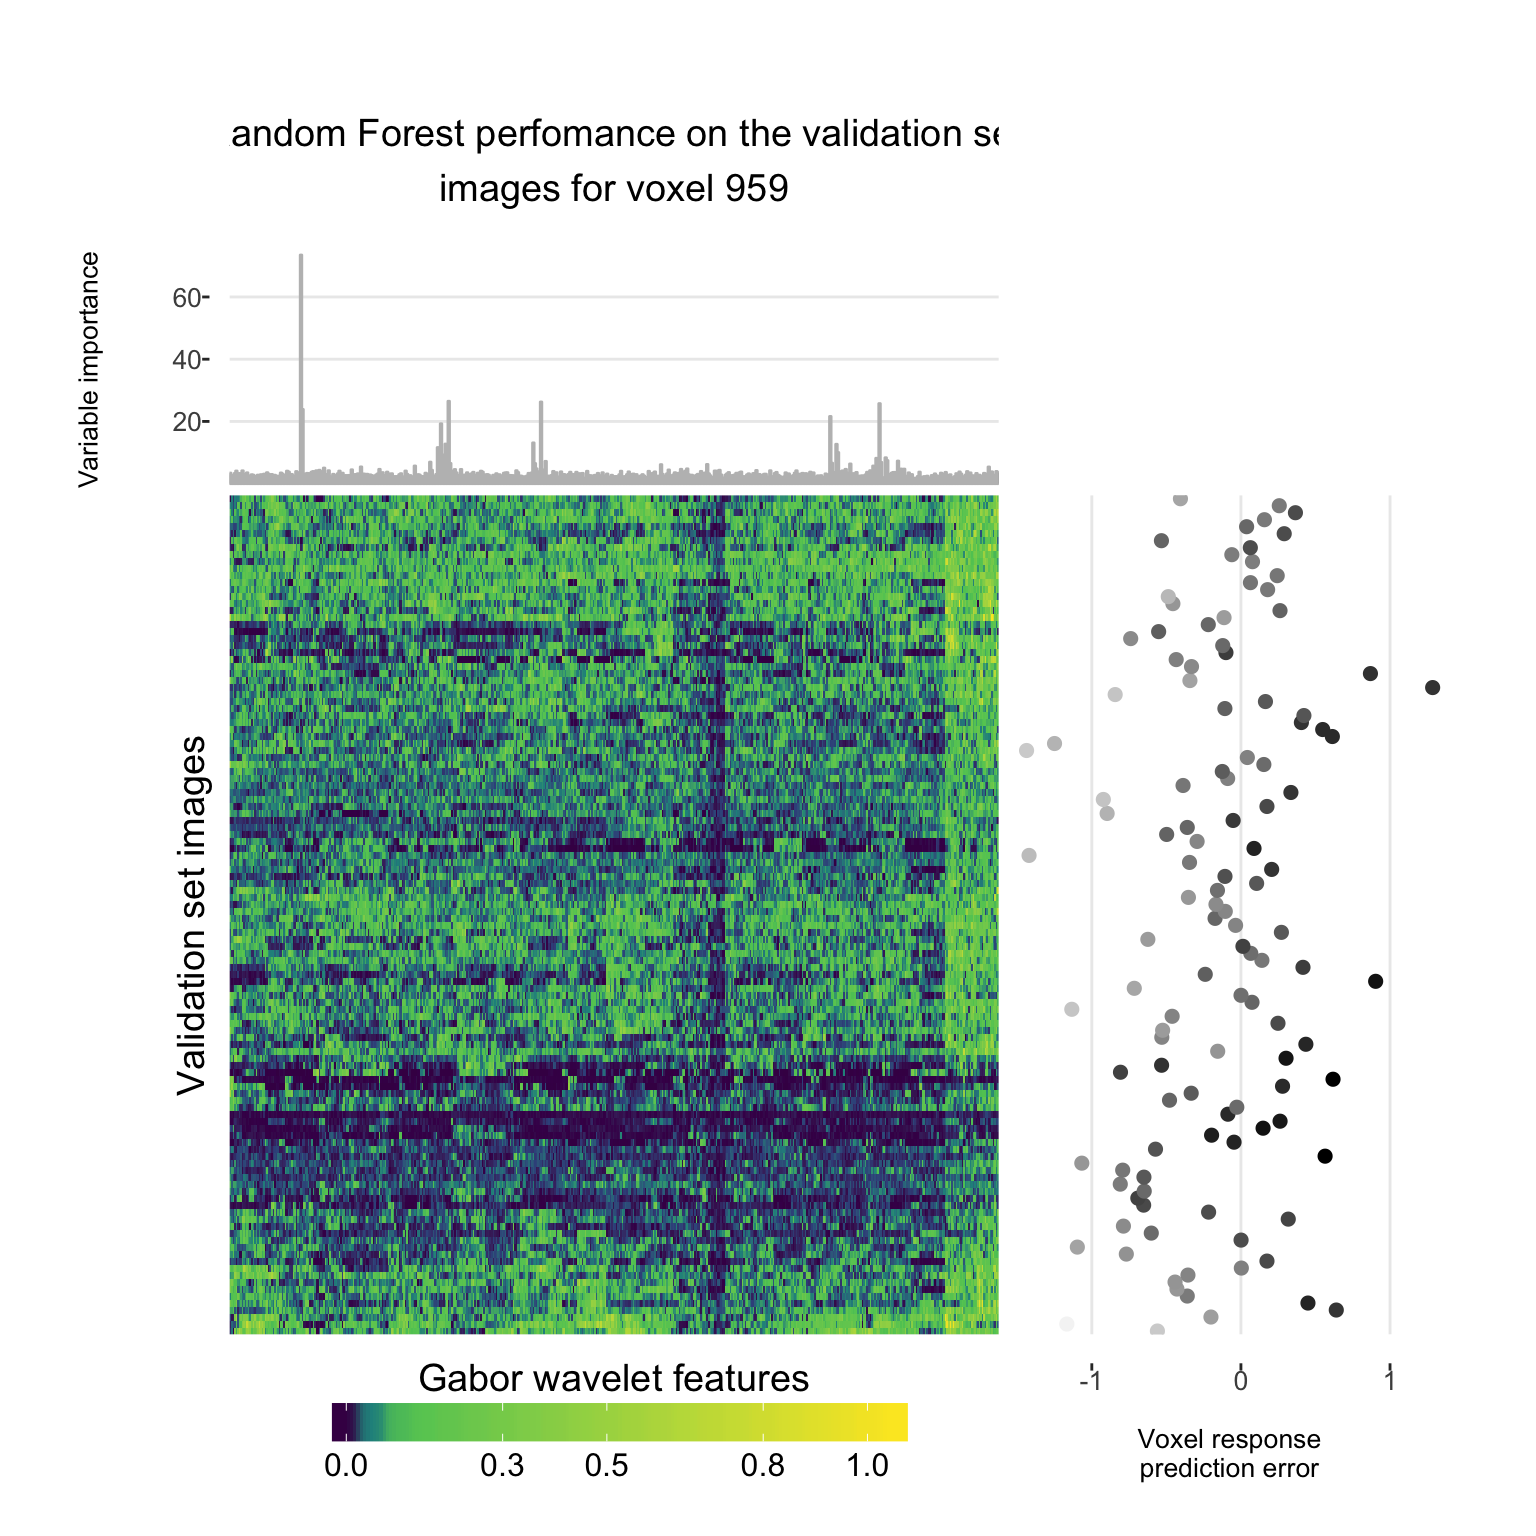 andom Forest perfomance on the validation se
images for voxel 959
Variable importance
60
40
20
Validation set images
Gabor wavelet features
0.0 0.3 0.5 0.8 1.0
-1 0 1
Voxel response
prediction error